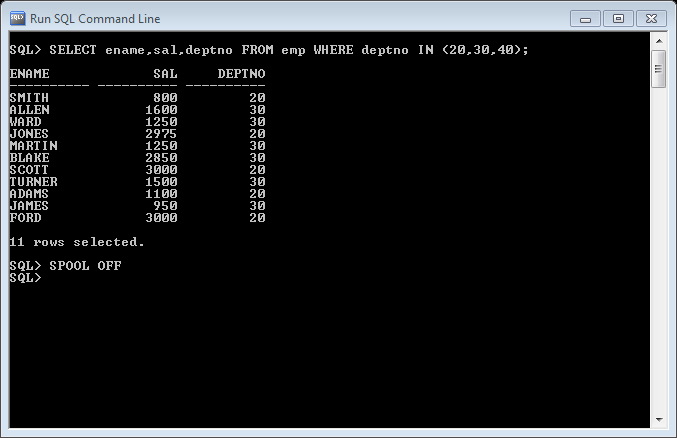 Run SQL Command Line
SQL> SELECT ename,sal,deptno FROM emp WHERE deptno IN (20,30,40);
ENAME             SAL     DEPTNO
---------- ---------- ----------
SMITH             800         20
ALLEN            1600         30
WARD             1250         30
JONES            2975         20
MARTIN           1250         30
BLAKE            2850         30
SCOTT            3000         20
TURNER           1500         30
ADAMS            1100         20
JAMES             950         30
FORD             3000         20
11 rows selected.
SQL> SPOOL OFF
SQL>